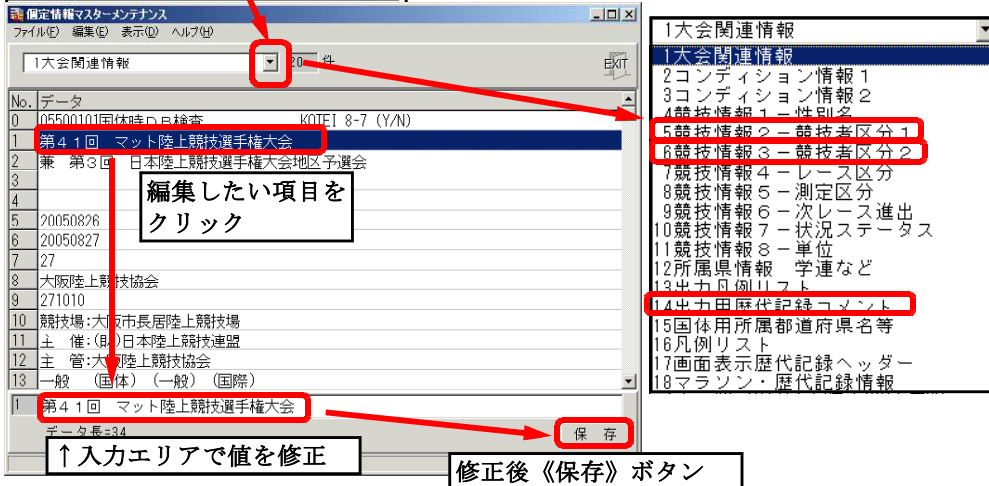 固定情報マスターメンテナンス
ファイル(F) 編集(E) 表示(D) ヘルプ(H)
1大会関連情報
20 件
EXIT
No. データ
0 05500101国体時DB検査 KOTEI 8-7 (Y/N)
1 第41回 マット陸上競技選手権大会
2 兼 第3回 日本陸上競技選手権大会地区予選会
3
4
5 20050826
6 20050827
7 27
8 大阪陸上競技協会
9 271010
10 競技場:大阪市長居陸上競技場
11 主 催:(財)日本陸上競技連盟
12 主 管:大阪陸上競技協会
13 一般 (国体) (一般) (国際)
1 第41回 マット陸上競技選手権大会
データ長=34
保 存
編集したい項目を
クリック
↑入力エリアで値を修正
修正後《保存》ボタン
1大会関連情報
1大会関連情報
2コンディション情報1
3コンディション情報2
4競技情報1-性別名
5競技情報2-競技者区分1
6競技情報3-競技者区分2
7競技情報4-レース区分
8競技情報5-測定区分
9競技情報6-次レース進出
10競技情報7-状況ステータス
11競技情報8-単位
12所属県情報 学連など
13出力凡例リスト
14出力用歴代記録コメント
15国体用所属都道府県名等
16凡例リスト
17画面表示歴代記録ヘッダー
18マラソン・歴代記録情報